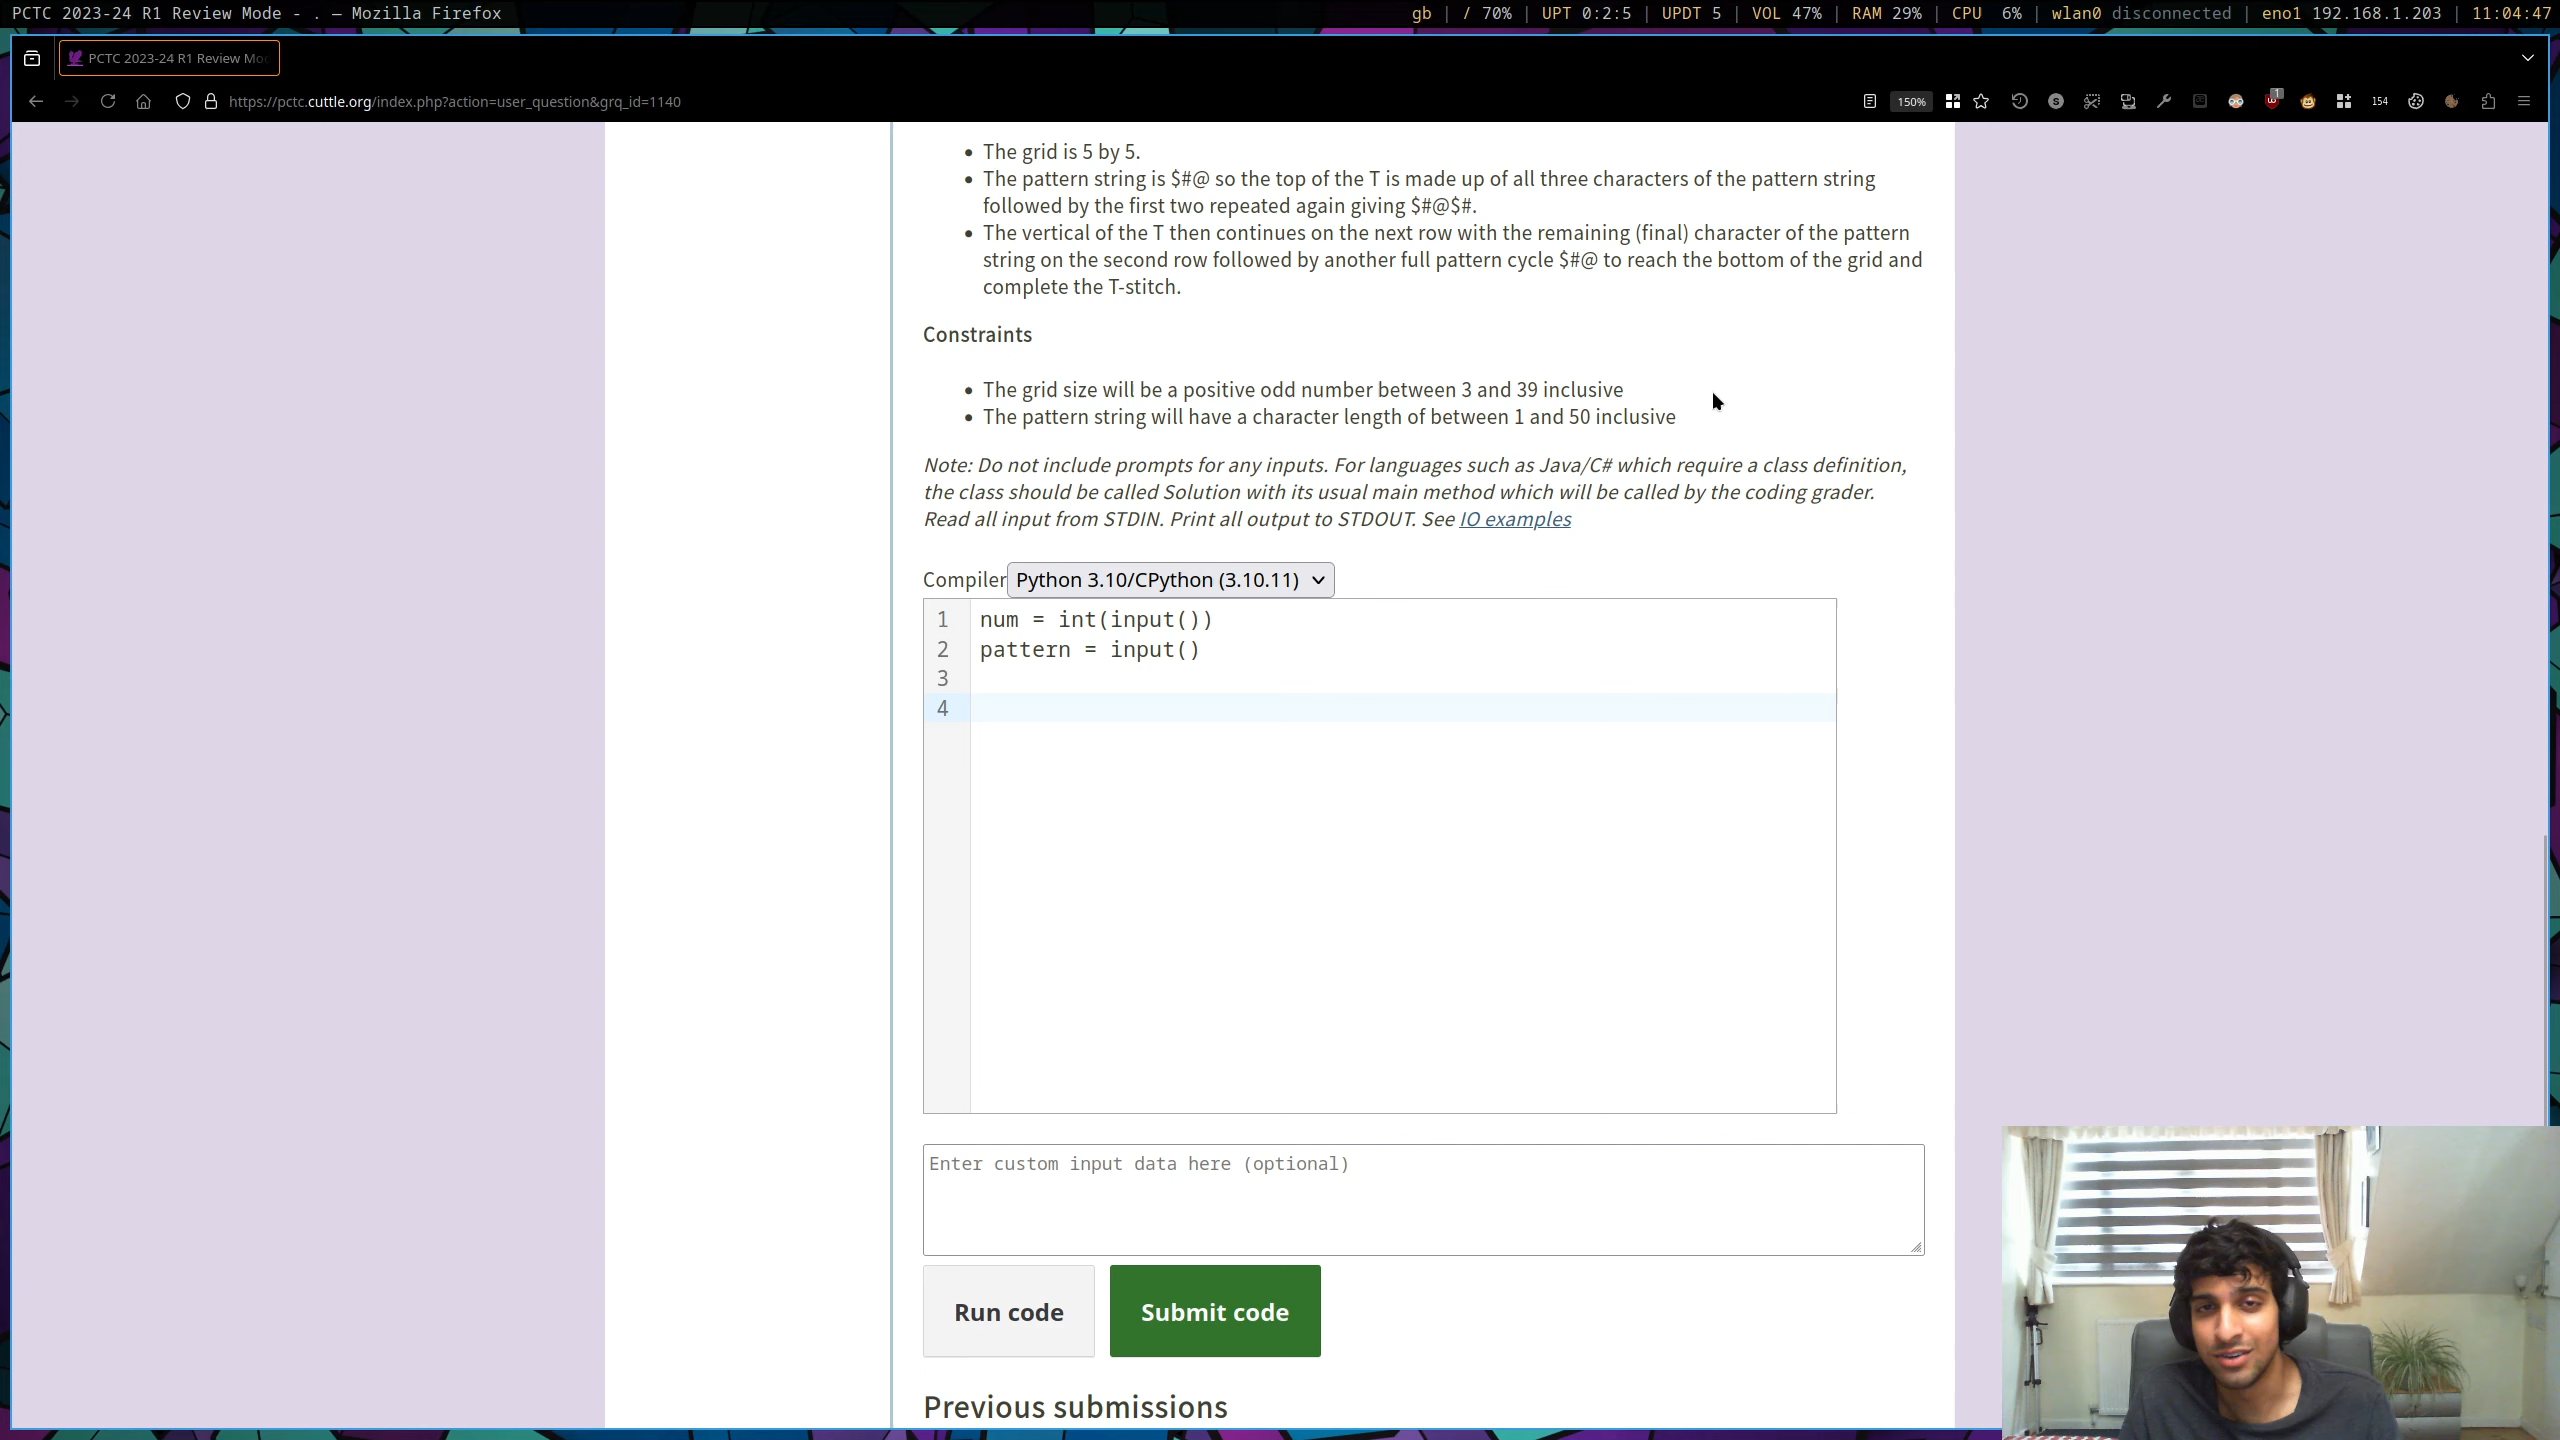 PCTC 2023-24 R1 Review Mode - . — Mozilla Firefox
gb | / 70% | UPT 0:2:5 | UPDT 5 | VOL 47% | RAM 29% | CPU 6% | wlan0 disconnected | eno1 192.168.1.203 | 11:04:47
PCTC 2023-24 R1 Review Mo
https://pctc.cuttle.org/index.php?action=user_question&grq_id=1140
150%
S
1
154
• The grid is 5 by 5.
• The pattern string is $#@ so the top of the T is made up of all three characters of the pattern string
followed by the first two repeated again giving $#@$#.
• The vertical of the T then continues on the next row with the remaining (final) character of the pattern
string on the second row followed by another full pattern cycle $#@ to reach the bottom of the grid and
complete the T-stitch.
Constraints
• The grid size will be a positive odd number between 3 and 39 inclusive
• The pattern string will have a character length of between 1 and 50 inclusive
Note: Do not include prompts for any inputs. For languages such as Java/C# which require a class definition,
the class should be called Solution with its usual main method which will be called by the coding grader.
Read all input from STDIN. Print all output to STDOUT. See IO examples
Compiler Python 3.10/CPython (3.10.11)
1 num = int(input())
2 pattern = input()
3
4
Enter custom input data here (optional)
Run code
Submit code
Previous submissions